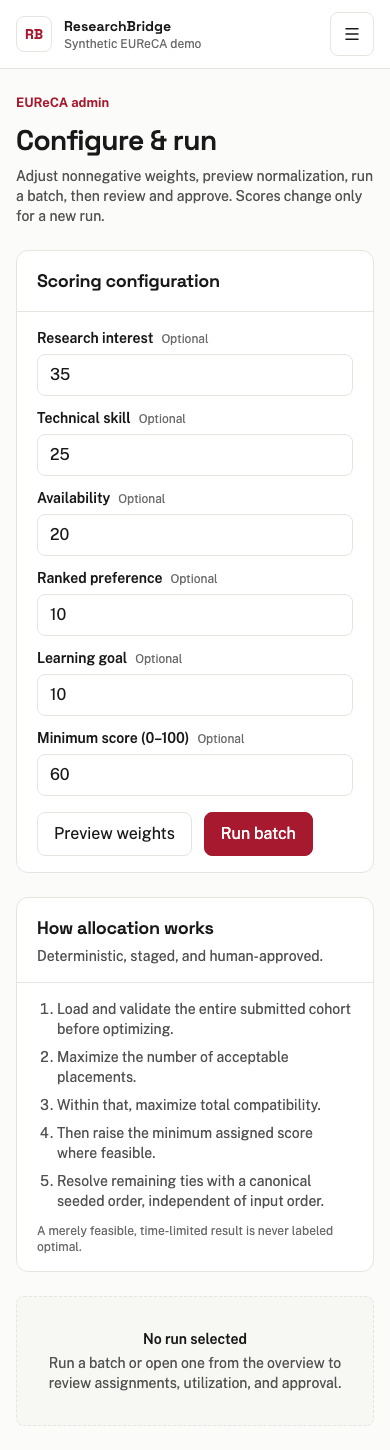 RB
ResearchBridge
Synthetic EUReCA demo
EUReCA admin
Configure & run
Adjust nonnegative weights, preview normalization, run
a batch, then review and approve. Scores change only
for a new run.
Scoring configuration
Research interest Optional
35
Technical skill Optional
25
Availability Optional
20
Ranked preference Optional
10
Learning goal Optional
10
Minimum score (0–100) Optional
60
Preview weights Run batch
How allocation works
Deterministic, staged, and human-approved.
1. Load and validate the entire submitted cohort
before optimizing.
2. Maximize the number of acceptable
placements.
3. Within that, maximize total compatibility.
4. Then raise the minimum assigned score
where feasible.
5. Resolve remaining ties with a canonical
seeded order, independent of input order.
A merely feasible, time-limited result is never labeled
optimal.
No run selected
Run a batch or open one from the overview to
review assignments, utilization, and approval.